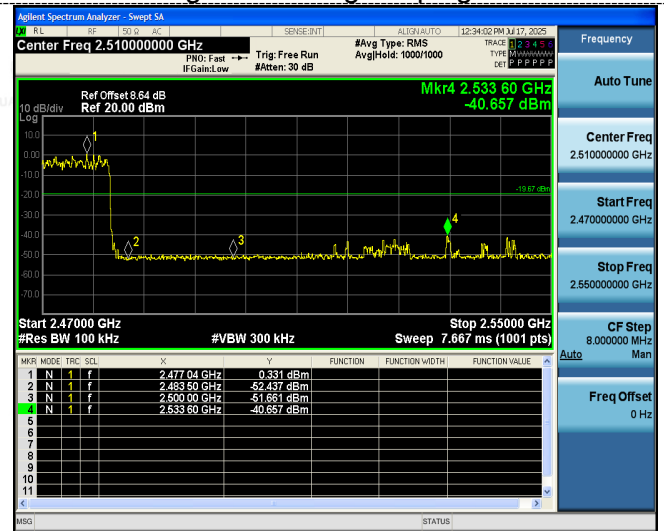 Agilent Spectrum Analyzer - Swept SA
LXI RL RF 50 Ω AC SENSE:INT ALIGN AUTO 12:34:02 PM Jul 17, 2025
Center Freq 2.510000000 GHz
PNO: Fast
IFGain:Low
Trig: Free Run
#Atten: 30 dB
#Avg Type: RMS
Avg|Hold: 1000/1000
TRACE 1 2 3 4 5 6
TYPE M
DET P P P P P P
Mkr4 2.533 60 GHz
-40.657 dBm
Ref Offset 8.64 dB
10 dB/div Ref 20.00 dBm
Log
10.0
0.00
-10.0
-20.0
-30.0
-40.0
-50.0
-60.0
-70.0
1
2
3
4
-19.67 dBm
Start 2.47000 GHz Stop 2.55000 GHz
#Res BW 100 kHz #VBW 300 kHz Sweep 7.667 ms (1001 pts)
MKR MODE TRC SCL X Y FUNCTION FUNCTION WIDTH FUNCTION VALUE
1 N 1 f 2.477 04 GHz 0.331 dBm
2 N 1 f 2.483 50 GHz -52.437 dBm
3 N 1 f 2.500 00 GHz -51.661 dBm
4 N 1 f 2.533 60 GHz -40.657 dBm
5
6
7
8
9
10
11
MSG STATUS
Frequency
Auto Tune
Center Freq
2.510000000 GHz
Start Freq
2.470000000 GHz
Stop Freq
2.550000000 GHz
CF Step
8.000000 MHz
Auto Man
Freq Offset
0 Hz